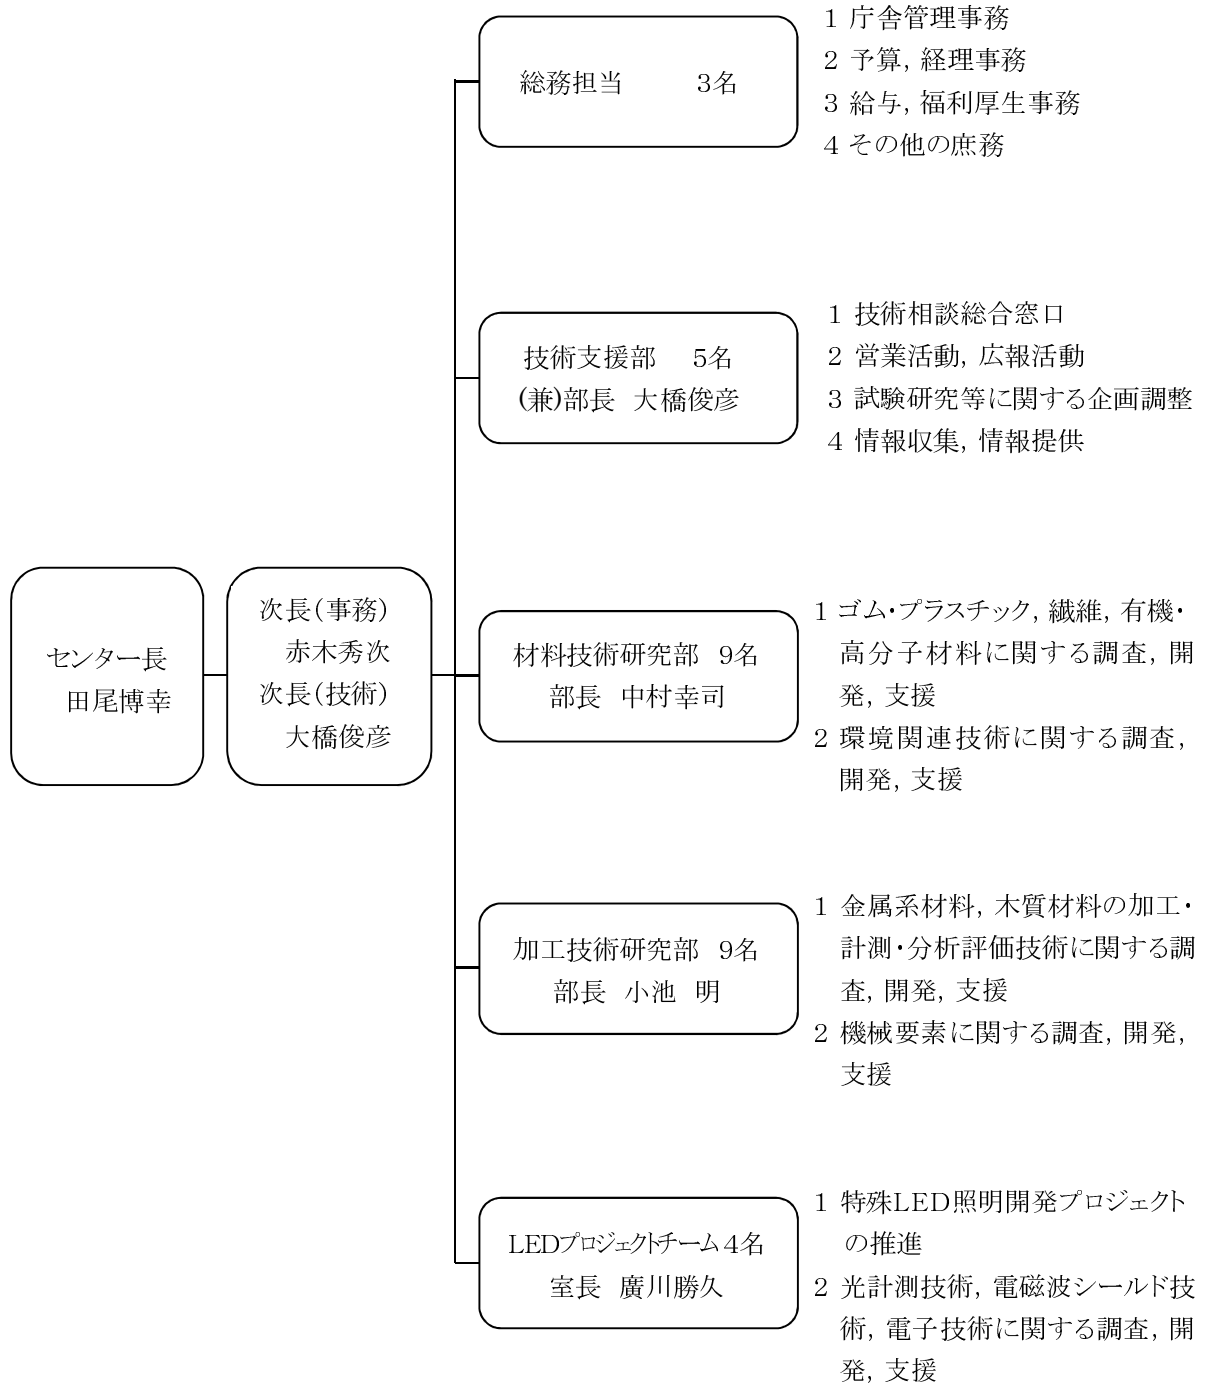 センター長
田尾博幸
次長(事務)
赤木秀次
次長(技術)
大橋俊彦
総務担当 3名
1 庁舎管理事務
2 予算, 経理事務
3 給与, 福利厚生事務
4 その他の庶務
技術支援部 5名
(兼)部長 大橋俊彦
1 技術相談総合窓口
2 営業活動, 広報活動
3 試験研究等に関する企画調整
4 情報収集, 情報提供
材料技術研究部 9名
部長 中村幸司
1 ゴム・プラスチック, 繊維, 有機・
高分子材料に関する調査, 開
発, 支援
2 環境関連技術に関する調査,
開発, 支援
加工技術研究部 9名
部長 小池 明
1 金属系材料, 木質材料の加工・
計測・分析評価技術に関する調
査, 開発, 支援
2 機械要素に関する調査, 開発,
支援
LEDプロジェクトチーム4名
室長 廣川勝久
1 特殊LED照明開発プロジェクト
の推進
2 光計測技術, 電磁波シールド技
術, 電子技術に関する調査, 開
発, 支援